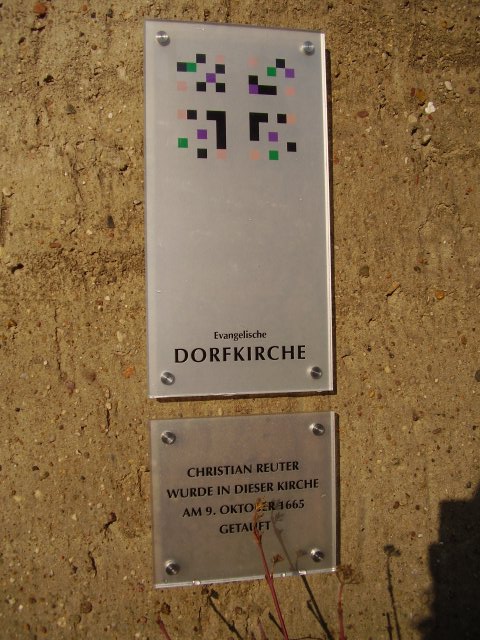 Evangelische
DORFKIRCHE
CHRISTIAN REUTER
WURDE IN DIESER KIRCHE
AM 9. OKTOBER 1665
GETAUFT